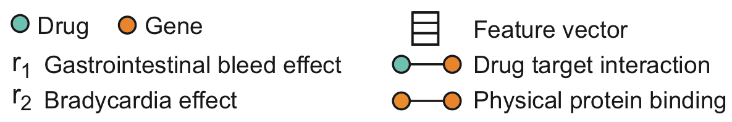 Drug Gene Feature vector
r1 Gastrointestinal bleed effect Drug target interaction
r2 Bradycardia effect Physical protein binding